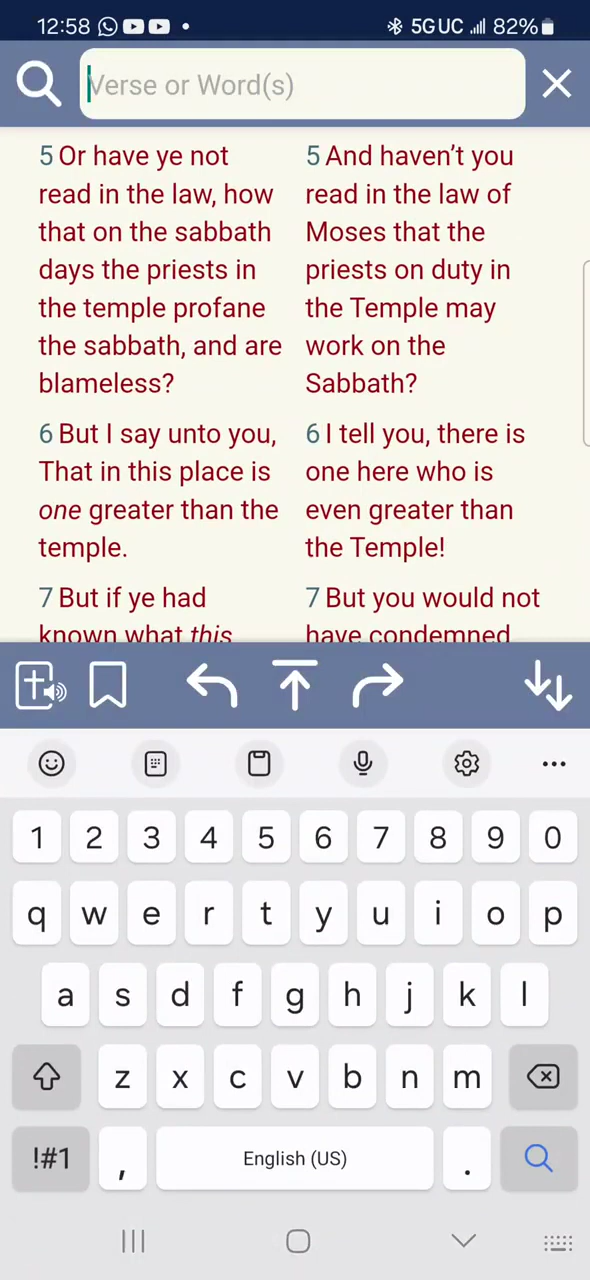 12:58 5GUC 82%
Verse or Word(s)
5 Or have ye not
read in the law, how
that on the sabbath
days the priests in
the temple profane
the sabbath, and are
blameless?
6 But I say unto you,
That in this place is
one greater than the
temple.
7 But if ye had
known what this
5 And haven’t you
read in the law of
Moses that the
priests on duty in
the Temple may
work on the
Sabbath?
6 I tell you, there is
one here who is
even greater than
the Temple!
7 But you would not
have condemned
1 2 3 4 5 6 7 8 9 0
q w e r t y u i o p
a s d f g h j k l
z x c v b n m
!#1 , English (US) .